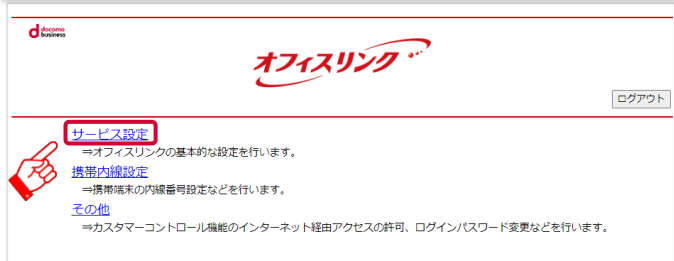 docomo
business
オフィスリンク
ログアウト
サービス設定
⇒オフィスリンクの基本的な設定を行います。
携帯内線設定
⇒携帯端末の内線番号設定などを行います。
その他
⇒カスタマーコントロール機能のインターネット経由アクセスの許可、ログインパスワード変更などを行います。